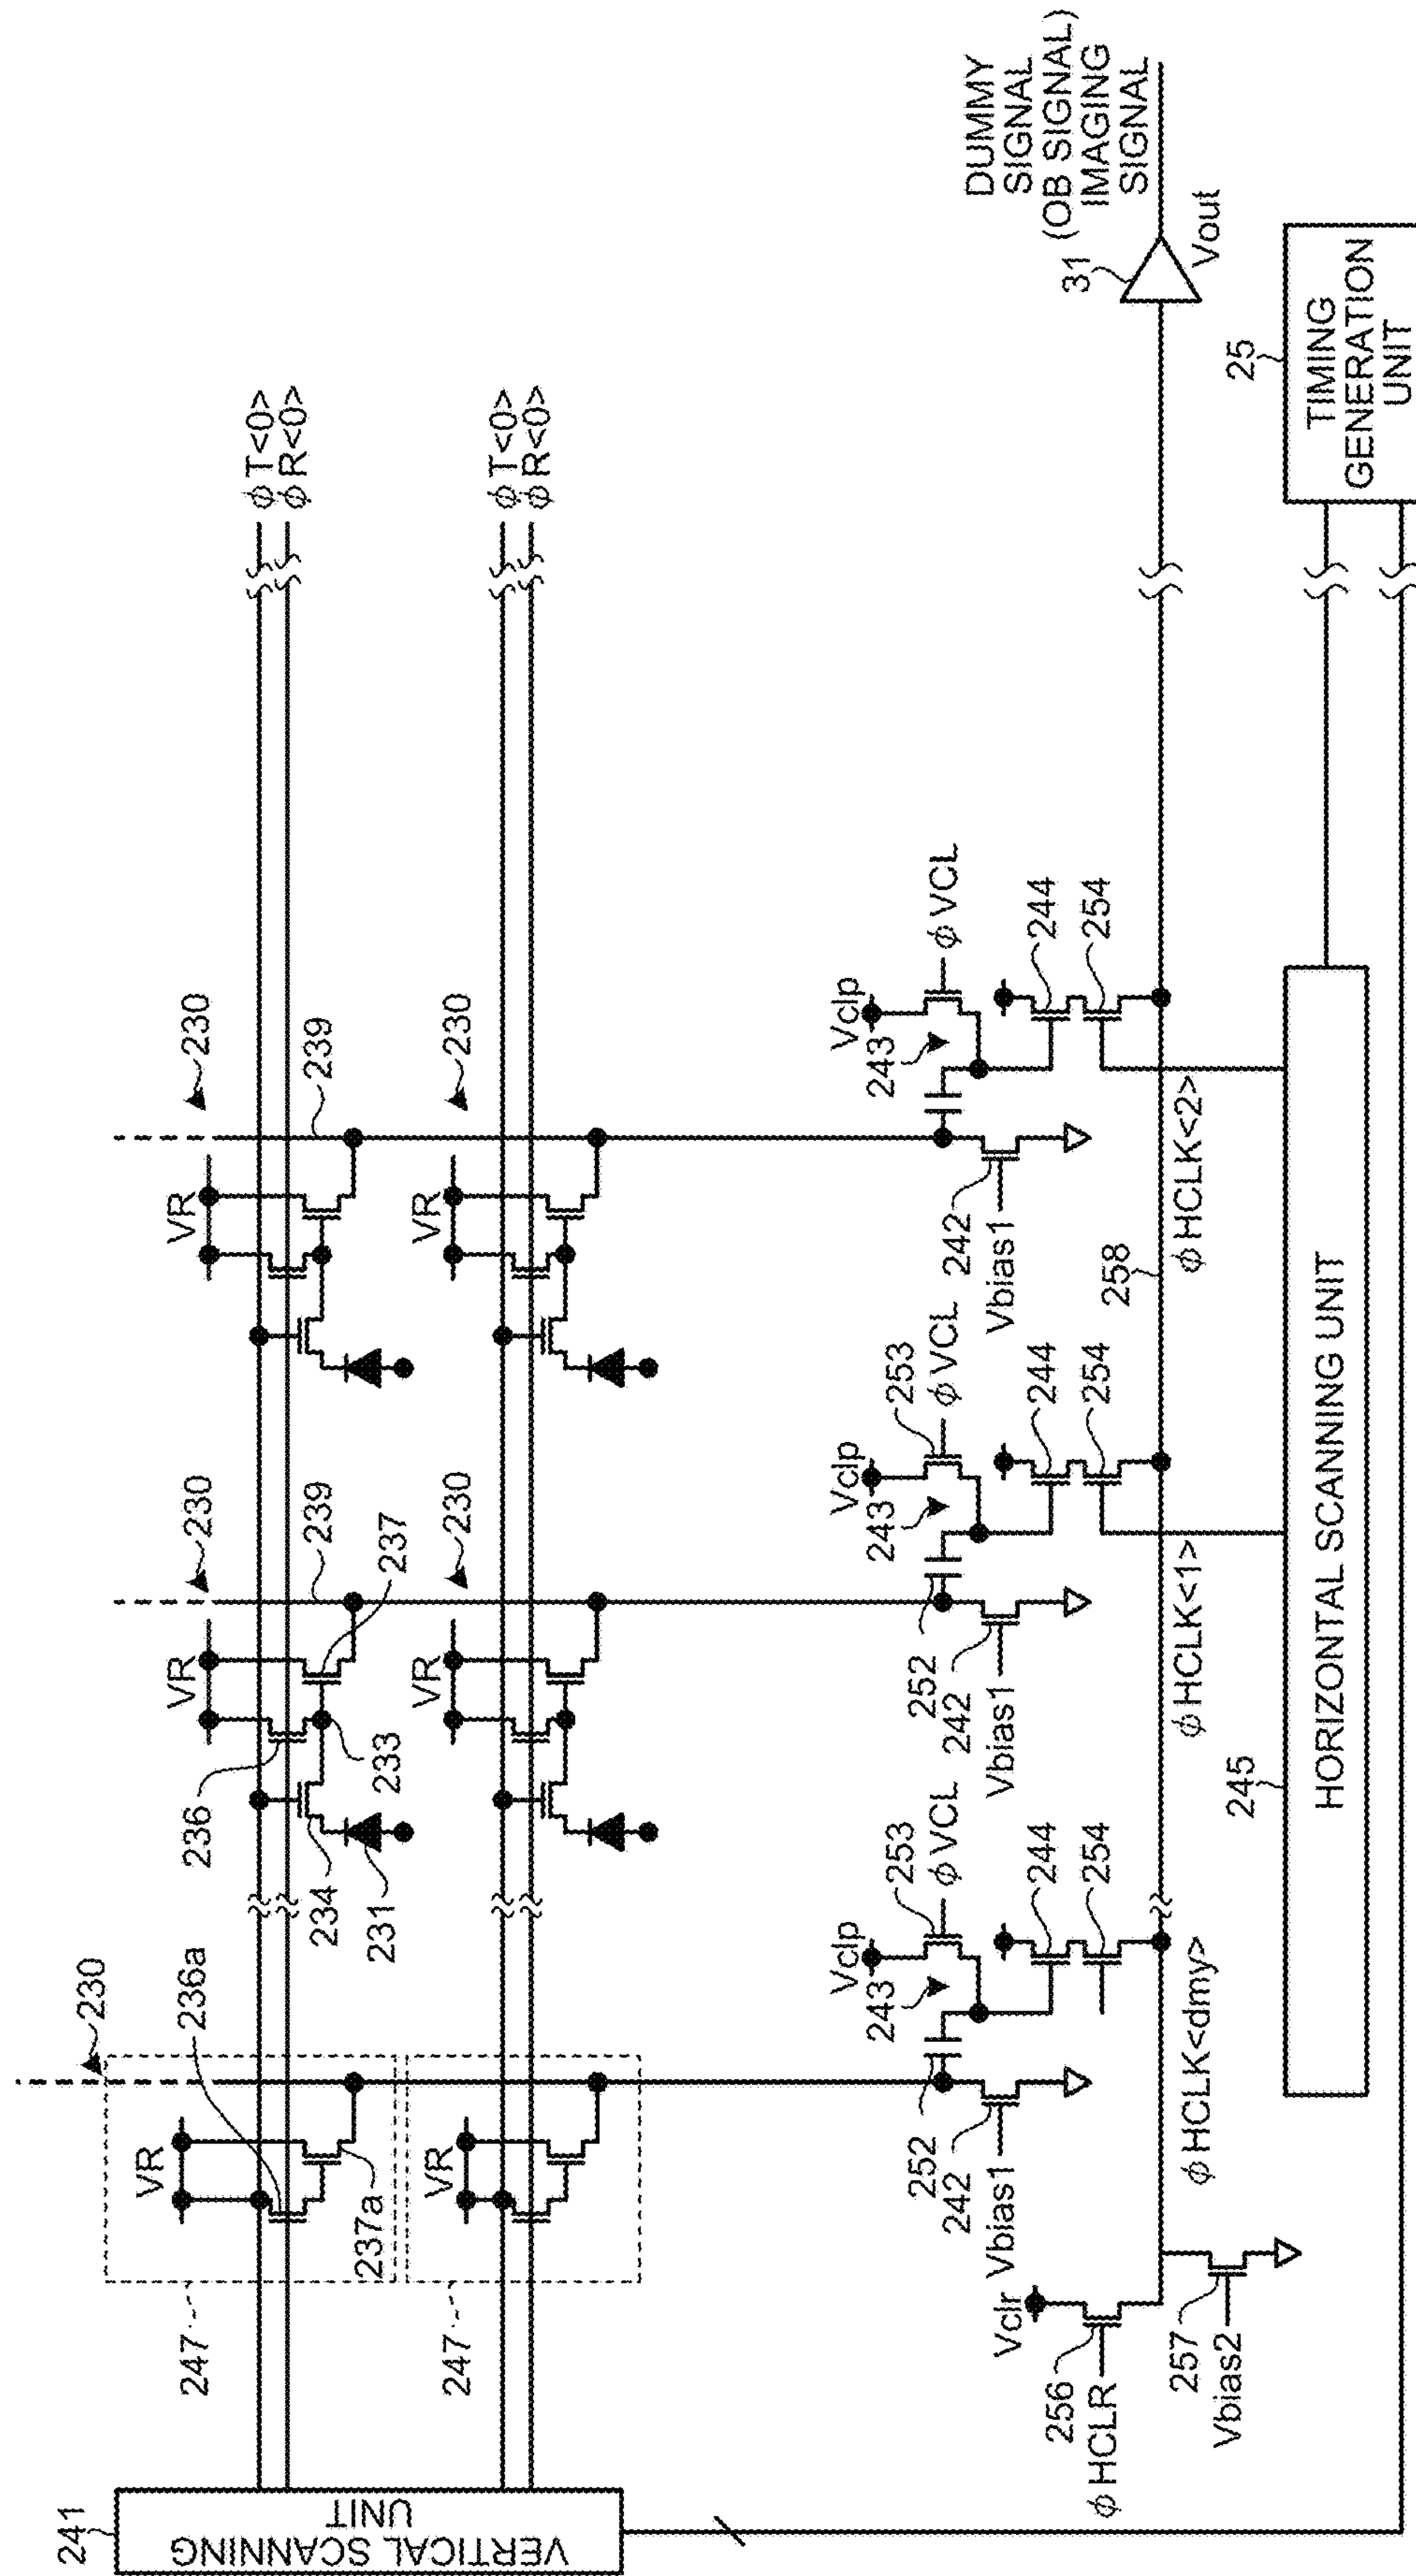 241
VERTICAL SCANNING
UNIT
247
247
VR
VR
236a
237a
230
φT<0>
φR<0>
φT<0>
φR<0>
236
234
231
233
237
VR
VR
239
230
230
VR
VR
239
230
230
φHCLR
256
Vclr
257
Vbias2
Vbias1
242
252
243
Vclp
253
φVCL
244
254
φHCLK<dmy>
Vbias1
242
252
243
Vclp
253
φVCL
244
254
φHCLK<1>
258
Vbias1
242
243
Vclp
φVCL
244
254
φHCLK<2>
245
HORIZONTAL SCANNING UNIT
25
TIMING
GENERATION
UNIT
31
Vout
DUMMY
SIGNAL
(OB SIGNAL)
IMAGING
SIGNAL